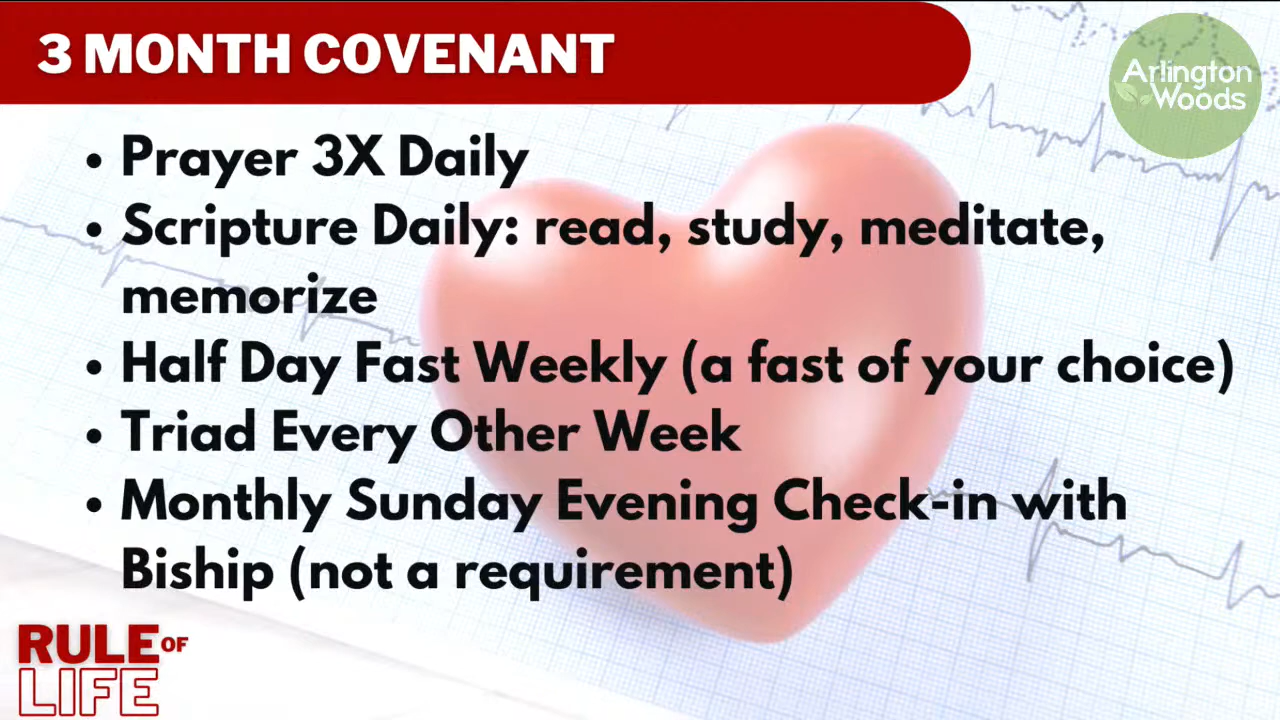 3 MONTH COVENANT
Arlington
Woods
• Prayer 3X Daily
• Scripture Daily: read, study, meditate,
memorize
• Half Day Fast Weekly (a fast of your choice)
• Triad Every Other Week
• Monthly Sunday Evening Check-in with
Biship (not a requirement)
RULE OF
LIFE